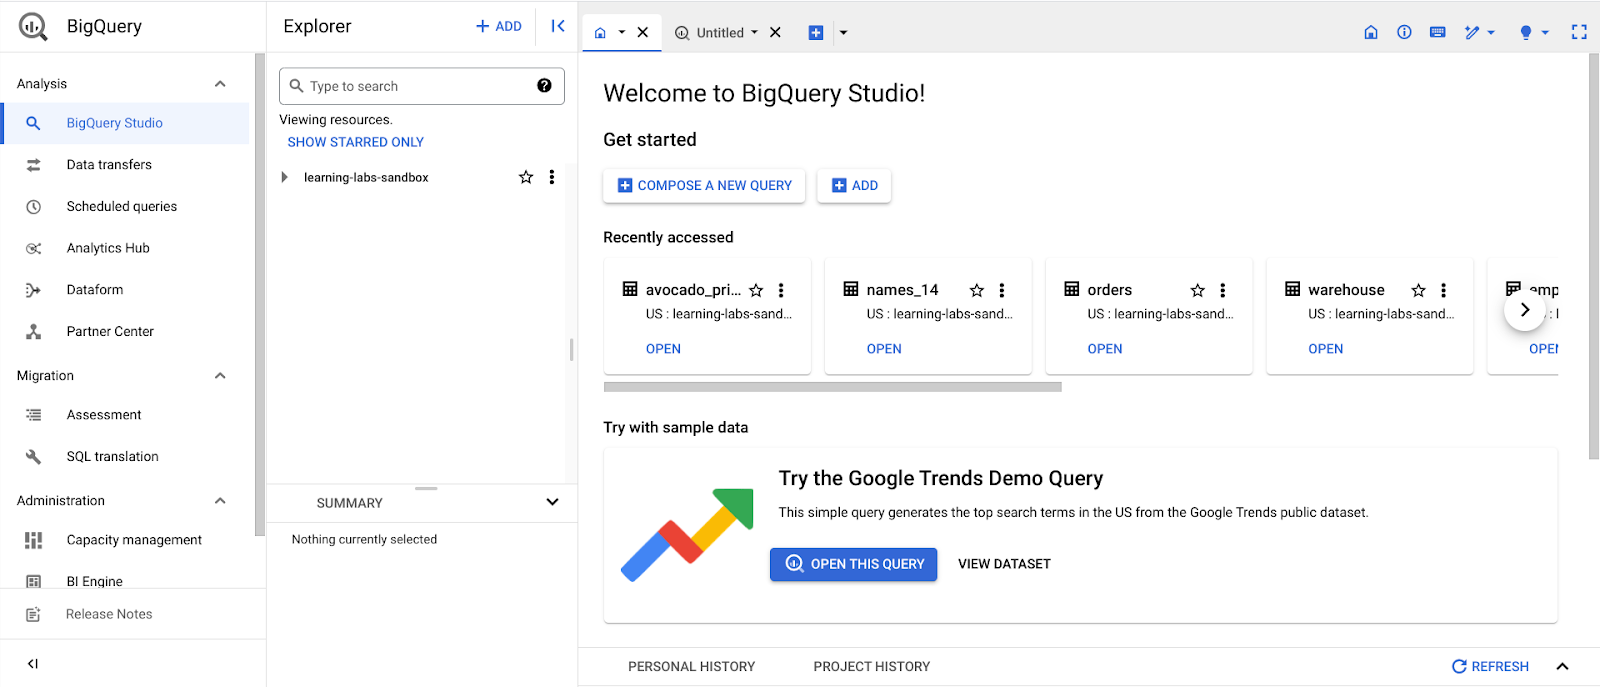 BigQuery
Analysis
BigQuery Studio
Data transfers
Scheduled queries
Analytics Hub
Dataform
Partner Center
Migration
Assessment
SQL translation
Administration
Capacity management
BI Engine
Release Notes
Explorer
+ ADD
Type to search
Viewing resources.
SHOW STARRED ONLY
learning-labs-sandbox
SUMMARY
Nothing currently selected
Untitled
Welcome to BigQuery Studio!
Get started
COMPOSE A NEW QUERY
ADD
Recently accessed
avocado_pri...
US : learning-labs-sand...
OPEN
names_14
US : learning-labs-sand...
OPEN
orders
US : learning-labs-sand...
OPEN
warehouse
US : learning-labs-sand...
OPEN
emp
: l
OPEN
Try with sample data
Try the Google Trends Demo Query
This simple query generates the top search terms in the US from the Google Trends public dataset.
OPEN THIS QUERY
VIEW DATASET
PERSONAL HISTORY
PROJECT HISTORY
REFRESH